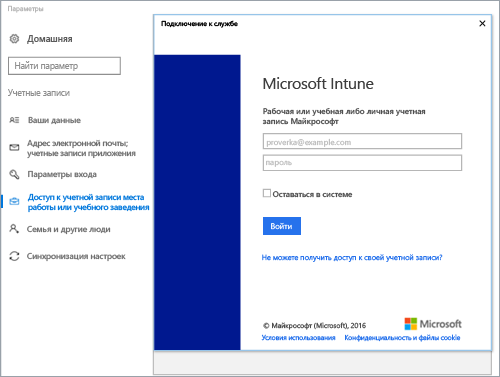 Параметры
Домашняя
Найти параметр
Учетные записи
Ваши данные
Адрес электронной почты;
учетные записи приложения
Параметры входа
Доступ к учетной записи места
работы или учебного заведения
Семья и другие люди
Синхронизация настроек
Подключение к службе
Microsoft Intune
Рабочая или учебная либо личная учетная
запись Майкрософт
proverka@example.com
пароль
Оставаться в системе
Войти
Не можете получить доступ к своей учетной записи?
© Майкрософт (Microsoft), 2016
Microsoft
Условия использования
Конфиденциальность и файлы cookie